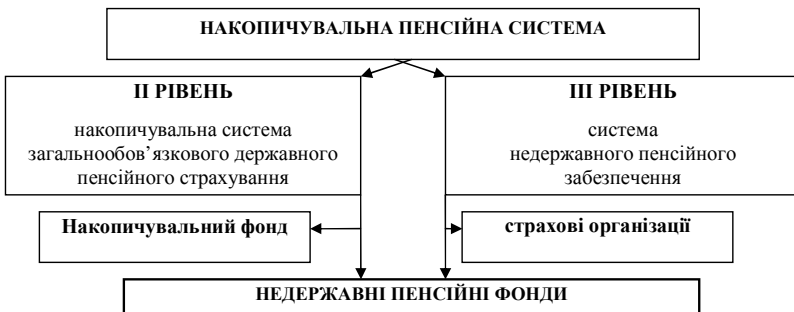 НАКОПИЧУВАЛЬНА ПЕНСІЙНА СИСТЕМА
ІІ РІВЕНЬ
накопичувальна система
загальнообов’язкового державного
пенсійного страхування
ІІІ РІВЕНЬ
система
недержавного пенсійного
забезпечення
Накопичувальний фонд
страхові організації
НЕДЕРЖАВНІ ПЕНСІЙНІ ФОНДИ